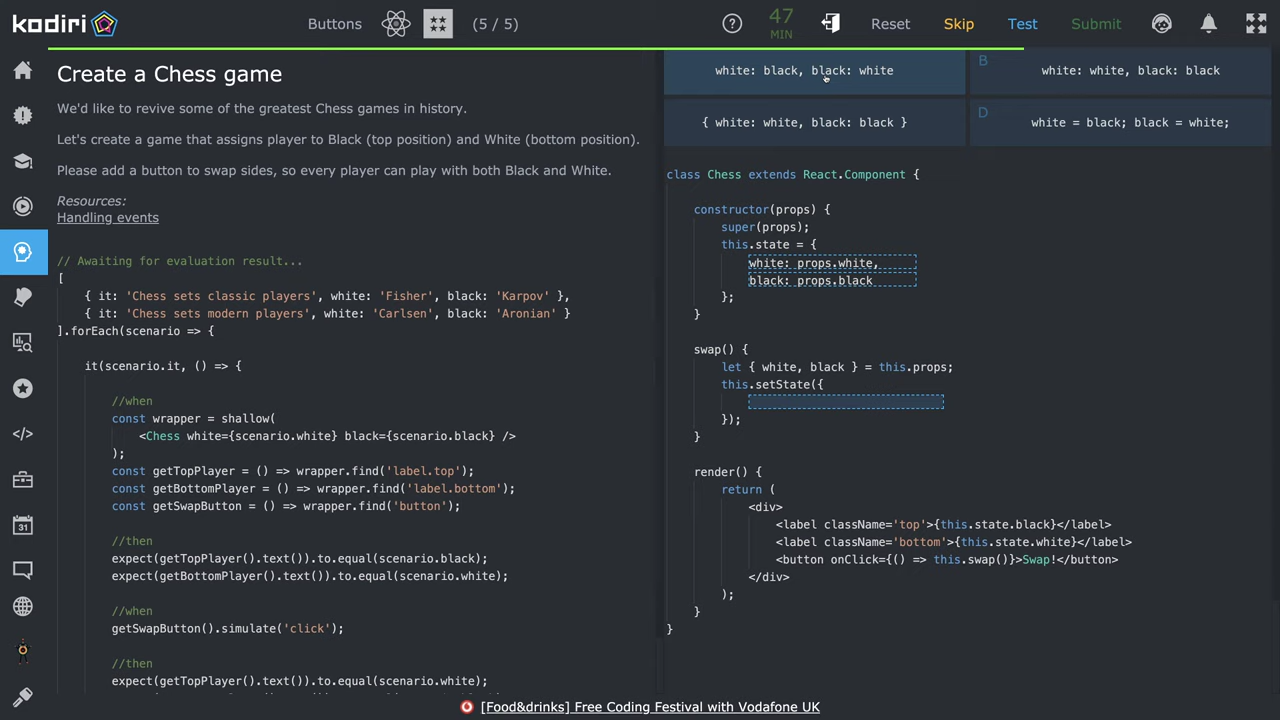 kodiri
Buttons
(5 / 5)
47
MIN
Reset
Skip
Test
Submit
Create a Chess game
We'd like to revive some of the greatest Chess games in history.
Let's create a game that assigns player to Black (top position) and White (bottom position).
Please add a button to swap sides, so every player can play with both Black and White.
Resources:
Handling events
// Awaiting for evaluation result...
[
{ it: 'Chess sets classic players', white: 'Fisher', black: 'Karpov' },
{ it: 'Chess sets modern players', white: 'Carlsen', black: 'Aronian' }
].forEach(scenario => {
it(scenario.it, () => {
//when
const wrapper = shallow(
<Chess white={scenario.white} black={scenario.black} />
);
const getTopPlayer = () => wrapper.find('label.top');
const getBottomPlayer = () => wrapper.find('label.bottom');
const getSwapButton = () => wrapper.find('button');
//then
expect(getTopPlayer().text()).to.equal(scenario.black);
expect(getBottomPlayer().text()).to.equal(scenario.white);
//when
getSwapButton().simulate('click');
//then
expect(getTopPlayer().text()).to.equal(scenario.white);
white: black, black: white
B
white: white, black: black
{ white: white, black: black }
D
white = black; black = white;
class Chess extends React.Component {
constructor(props) {
super(props);
this.state = {
white: props.white,
black: props.black
};
}
swap() {
let { white, black } = this.props;
this.setState({
});
}
render() {
return (
<div>
<label className='top'>{this.state.black}</label>
<label className='bottom'>{this.state.white}</label>
<button onClick={() => this.swap()}>Swap!</button>
</div>
);
}
}
31
[Food&drinks] Free Coding Festival with Vodafone UK